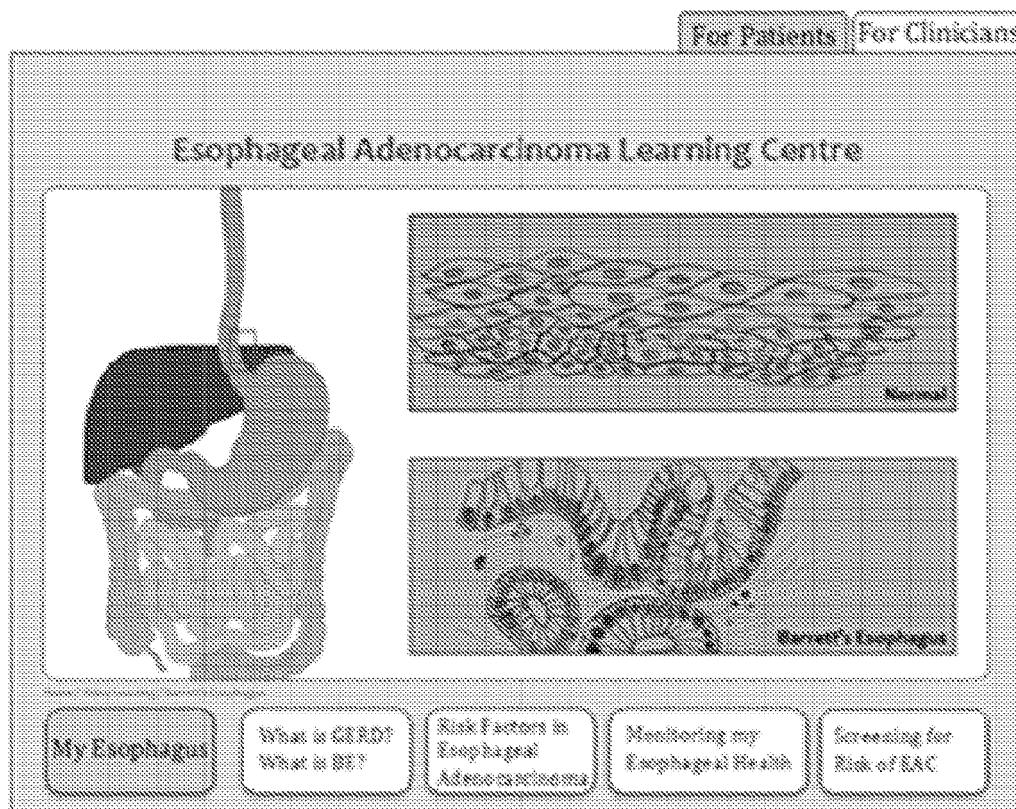 For Patients
For Clinicians
Esophageal Adenocarcinoma Learning Centre
Normal
Barrett's Esophagus
My Esophagus
What is GERD?
What is BE?
Risk Factors in
Esophageal
Adenocarcinoma
Monitoring my
Esophageal Health
Screening for
Risk of EAC